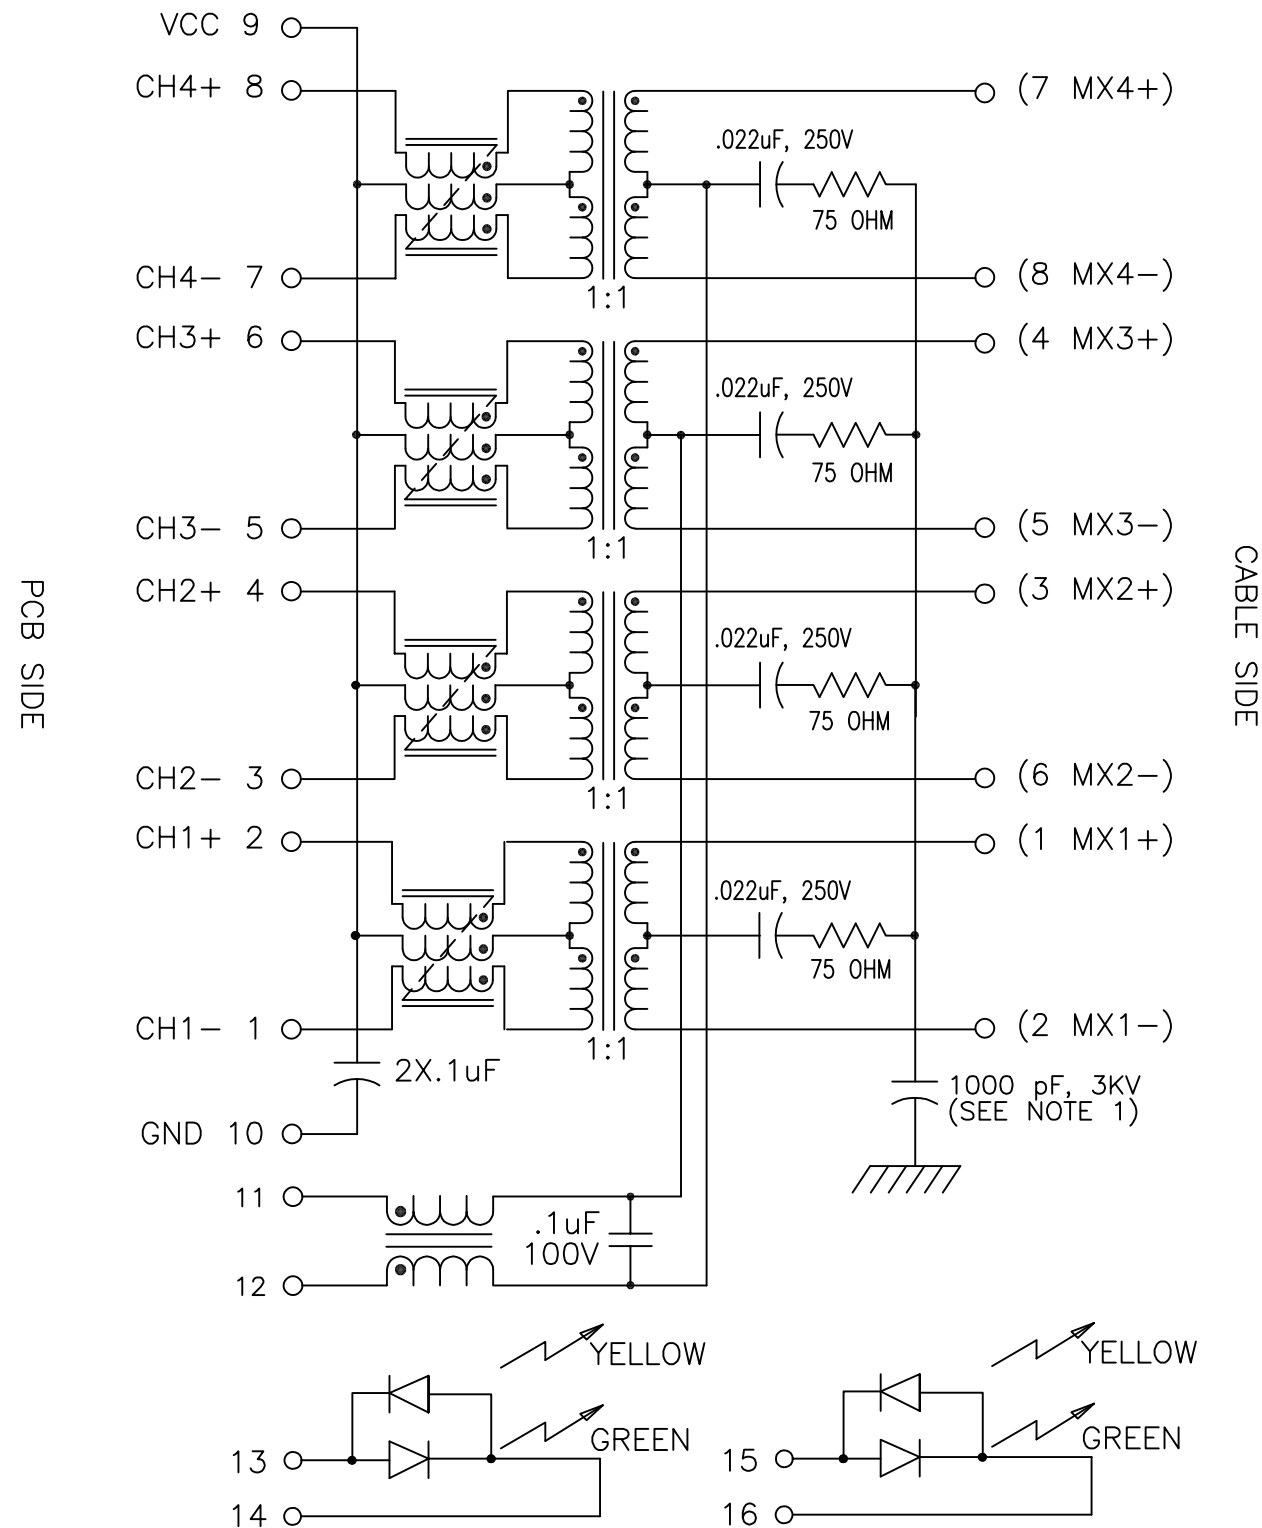 VCC 9
CH4+ 8
(7 MX4+)
.022uF, 250V
75 OHM
CH4- 7
(8 MX4-)
1:1
CH3+ 6
(4 MX3+)
.022uF, 250V
75 OHM
CH3- 5
(5 MX3-)
1:1
PCB SIDE
CABLE SIDE
CH2+ 4
(3 MX2+)
.022uF, 250V
75 OHM
CH2- 3
(6 MX2-)
1:1
CH1+ 2
(1 MX1+)
.022uF, 250V
75 OHM
CH1- 1
(2 MX1-)
1:1
2X.1uF
1000 pF, 3KV
(SEE NOTE 1)
GND 10
11
.1uF
100V
12
YELLOW
GREEN
13
14
YELLOW
GREEN
15
16